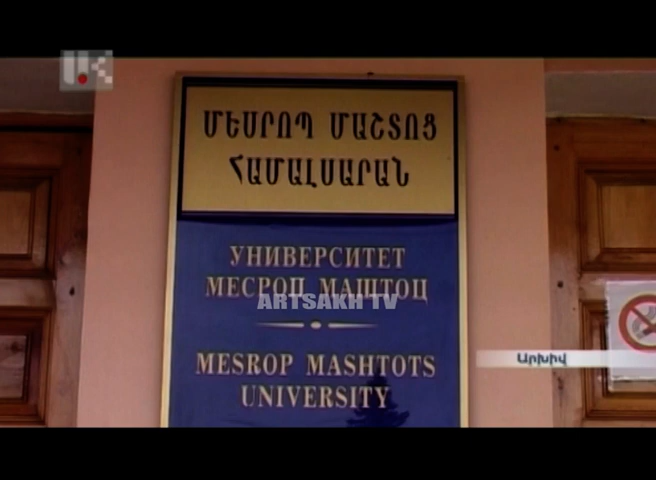 ՄԵՍՐՈՊ ՄԱՇՏՈՑ
ՀԱՄԱԼՍԱՐԱՆ
УНИВЕРСИТЕТ
МЕСРОП МАШТОЦ
ARTSAKH TV
MESROP MASHTOTS
UNIVERSITY
Արխիվ